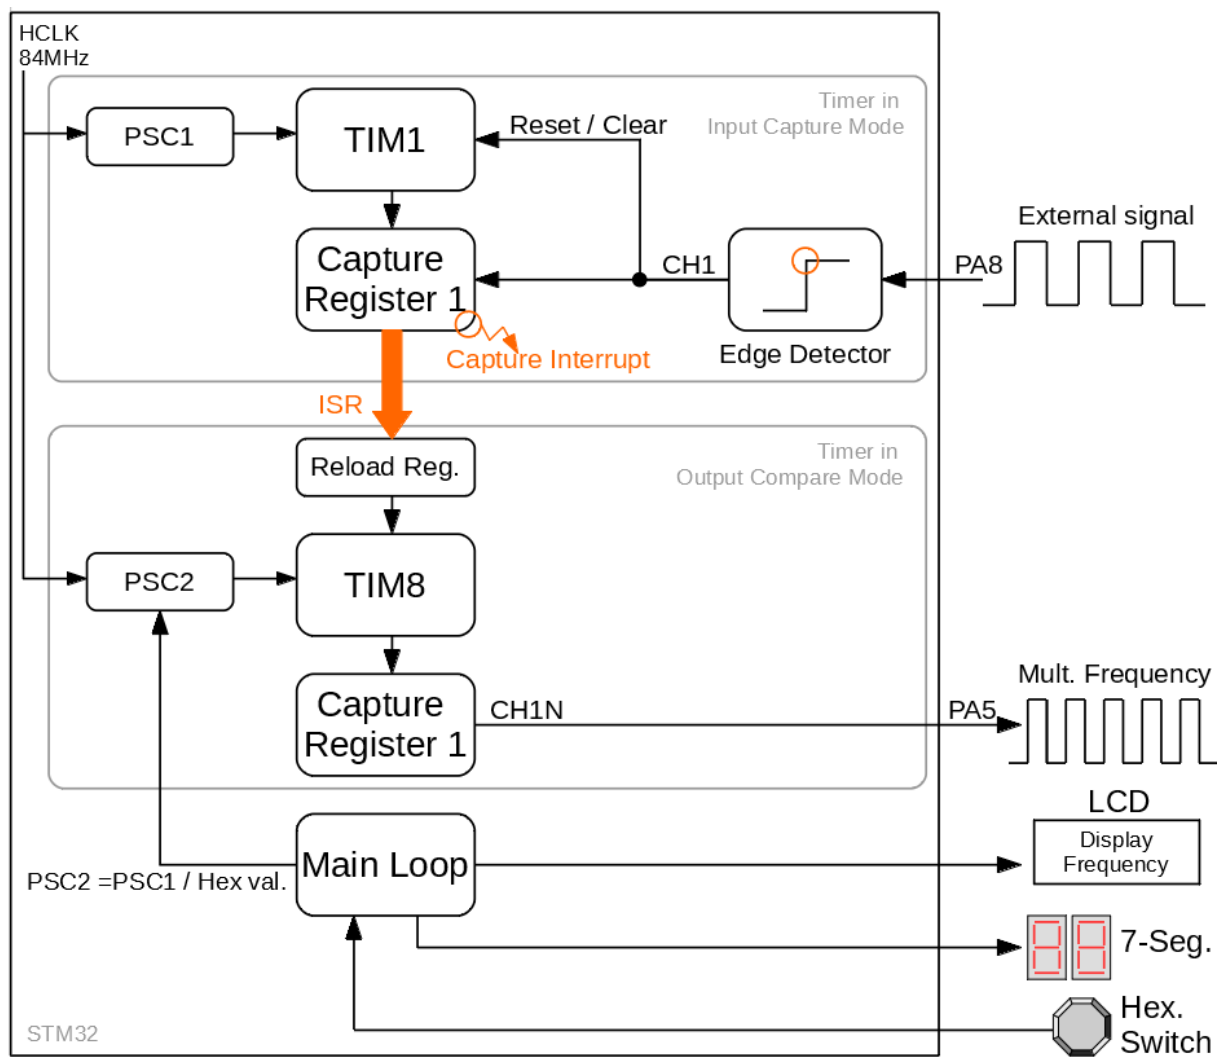 HCLK
84MHz
Timer in
Input Capture Mode
PSC1
TIM1
Reset / Clear
Capture
Register 1
CH1
Edge Detector
PA8
External signal
Capture Interrupt
ISR
Timer in
Output Compare Mode
Reload Reg.
PSC2
TIM8
Capture
Register 1
CH1N
PA5
Mult. Frequency
LCD
Display
Frequency
Main Loop
PSC2 =PSC1 / Hex val.
88
7-Seg.
Hex.
Switch
STM32